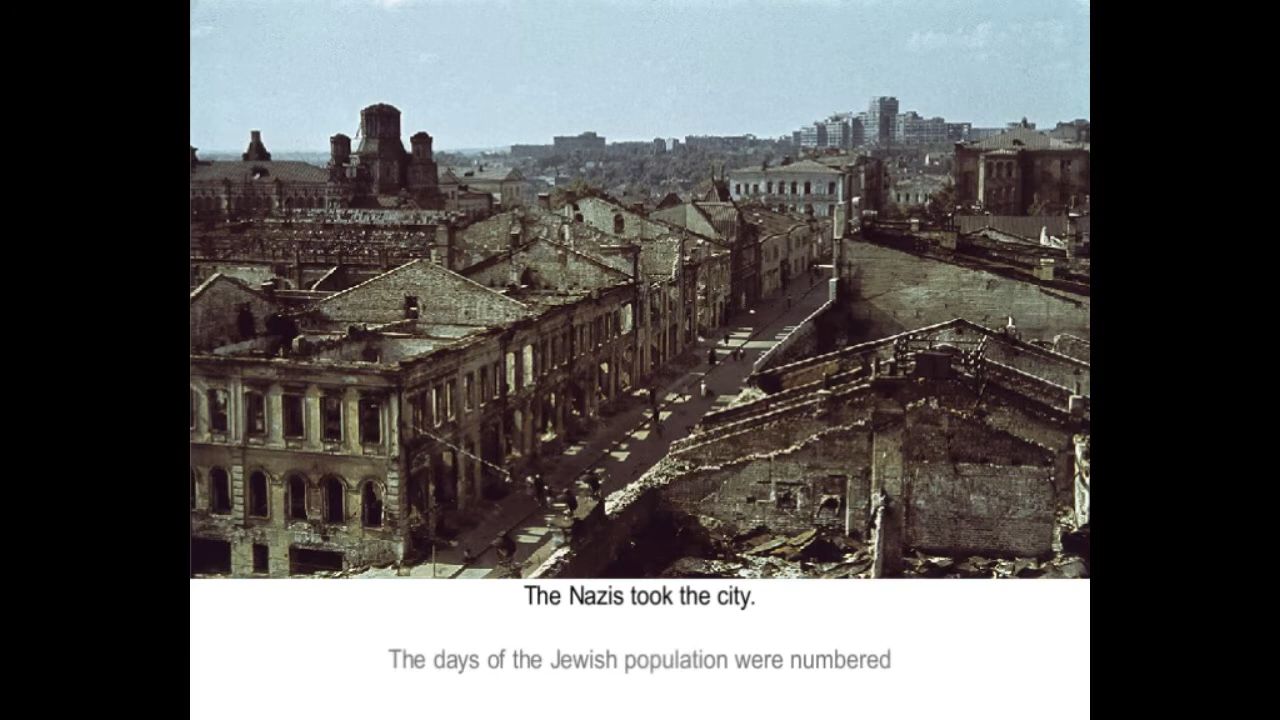 The Nazis took the city.
The days of the Jewish population were numbered